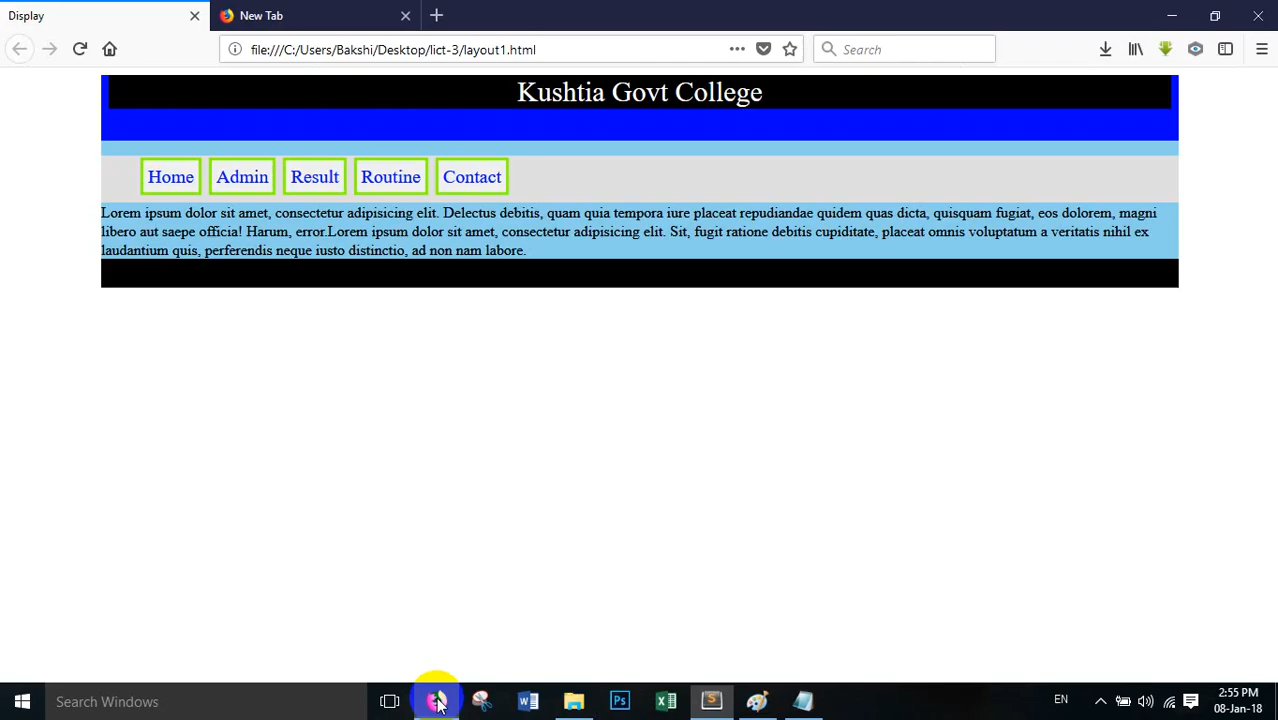 Display
New Tab
file:///C:/Users/Bakshi/Desktop/lict-3/layout1.html
Search
Kushtia Govt College
Home Admin Result Routine Contact
Lorem ipsum dolor sit amet, consectetur adipisicing elit. Delectus debitis, quam quia tempora iure placeat repudiandae quidem quas dicta, quisquam fugiat, eos dolorem, magni
libero aut saepe officia! Harum, error.Lorem ipsum dolor sit amet, consectetur adipisicing elit. Sit, fugit ratione debitis cupiditate, placeat omnis voluptatum a veritatis nihil ex
laudantium quis, perferendis neque iusto distinctio, ad non nam labore.
Search Windows
Ps
EN
2:55 PM
08-Jan-18